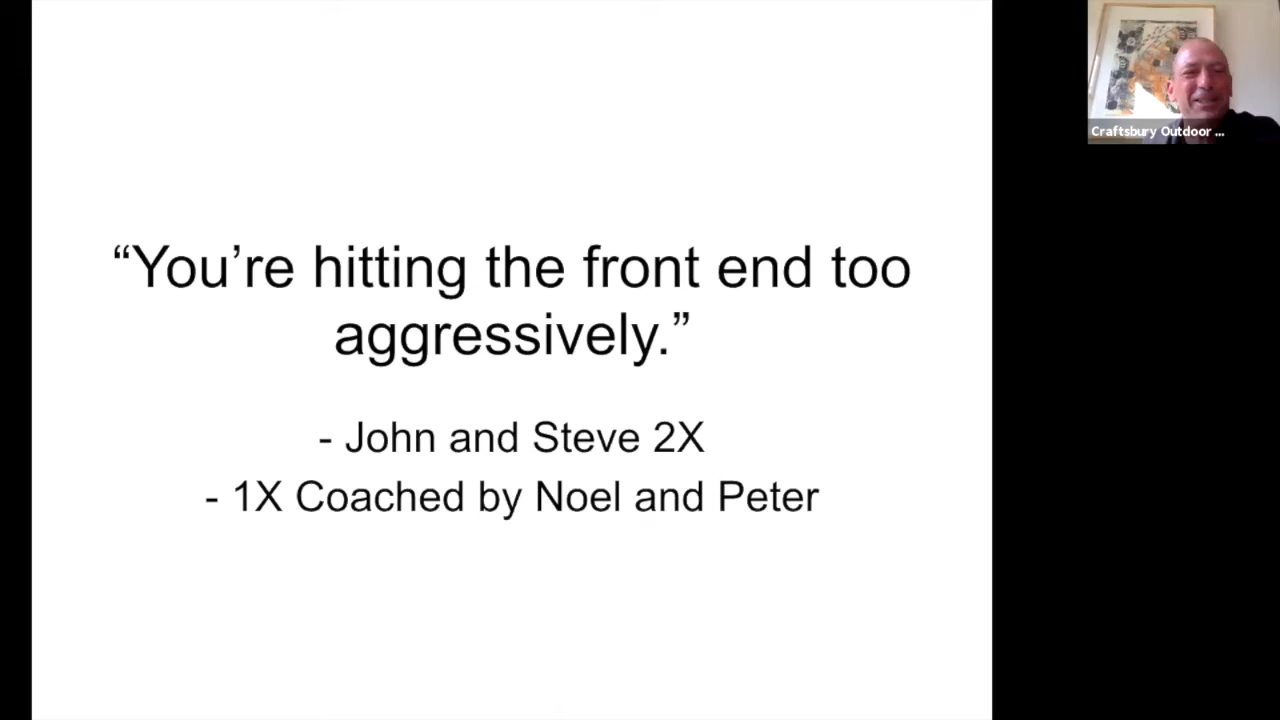 “You’re hitting the front end too
aggressively.”
- John and Steve 2X
- 1X Coached by Noel and Peter
Craftsbury Outdoor ...